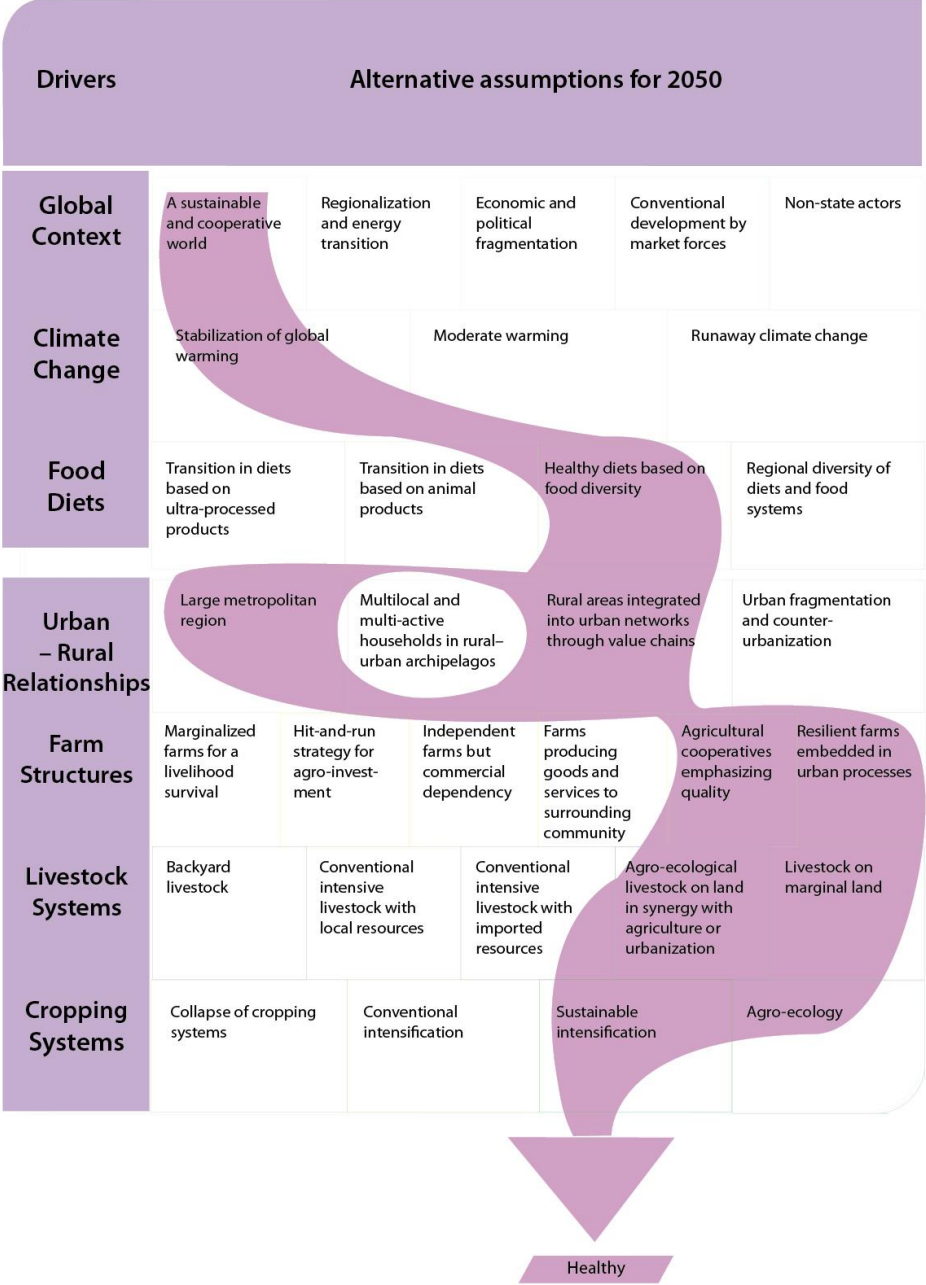 Drivers
Alternative assumptions for 2050
Global
Context
A sustainable
and cooperative
world
Regionalization
and energy
transition
Economic and
political
fragmentation
Conventional
development by
market forces
Non-state actors
Climate
Change
Stabilization of global
warming
Moderate warming
Runaway climate change
Food
Diets
Transition in diets
based on
ultra-processed
products
Transition in diets
based on animal
products
Healthy diets based on
food diversity
Regional diversity of
diets and food
systems
Urban
– Rural
Relationships
Large metropolitan
region
Multilocal and
multi-active
households in rural–
urban archipelagos
Rural areas integrated
into urban networks
through value chains
Urban fragmentation
and counter-
urbanization
Farm
Structures
Marginalized
farms for a
livelihood
survival
Hit-and-run
strategy for
agro-invest-
ment
Independent
farms but
commercial
dependency
Farms
producing
goods and
services to
surrounding
community
Agricultural
cooperatives
emphasizing
quality
Resilient farms
embedded in
urban processes
Livestock
Systems
Backyard
livestock
Conventional
intensive
livestock with
local resources
Conventional
intensive
livestock with
imported
resources
Agro-ecological
livestock on land
in synergy with
agriculture or
urbanization
Livestock on
marginal land
Cropping
Systems
Collapse of cropping
systems
Conventional
intensification
Sustainable
intensification
Agro-ecology
Healthy